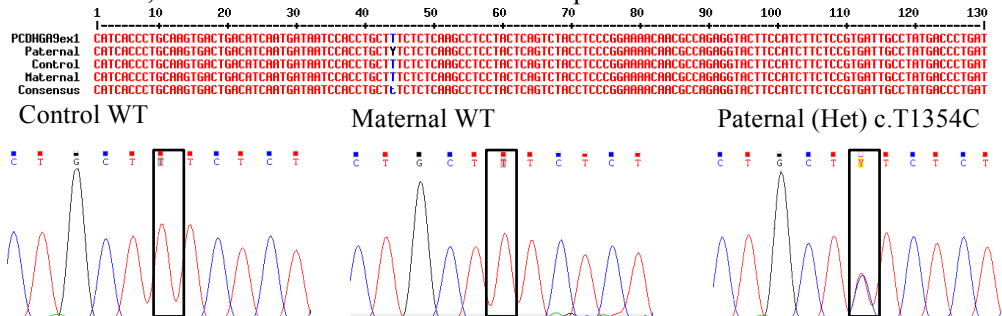 1 10 20 30 40 50 60 70 80 90 100 110 120 130
PCDHGA9ex1 CATCACCCTGCAAGTGACTGACATCAATGATAATCCACCTGCTTTCTCTCAAGCCTCCTACTCAGTCTACCTCCCGGAAAACAACGCCAGAGGTACTTCCATCTTCTCCGTGATTGCCTATGACCCTGAT
Paternal CATCACCCTGCAAGTGACTGACATCAATGATAATCCACCTGCTYTCTCTCAAGCCTCCTACTCAGTCTACCTCCCGGAAAACAACGCCAGAGGTACTTCCATCTTCTCCGTGATTGCCTATGACCCTGAT
Control CATCACCCTGCAAGTGACTGACATCAATGATAATCCACCTGCTTTCTCTCAAGCCTCCTACTCAGTCTACCTCCCGGAAAACAACGCCAGAGGTACTTCCATCTTCTCCGTGATTGCCTATGACCCTGAT
Maternal CATCACCCTGCAAGTGACTGACATCAATGATAATCCACCTGCTTTCTCTCAAGCCTCCTACTCAGTCTACCTCCCGGAAAACAACGCCAGAGGTACTTCCATCTTCTCCGTGATTGCCTATGACCCTGAT
Consensus CATCACCCTGCAAGTGACTGACATCAATGATAATCCACCTGCTtTCTCTCAAGCCTCCTACTCAGTCTACCTCCCGGAAAACAACGCCAGAGGTACTTCCATCTTCTCCGTGATTGCCTATGACCCTGAT
Control WT
Maternal WT
Paternal (Het) c.T1354C
C T G C T T T C T C T
C T G C T T T C T C T
C T G C T Y T C T C T